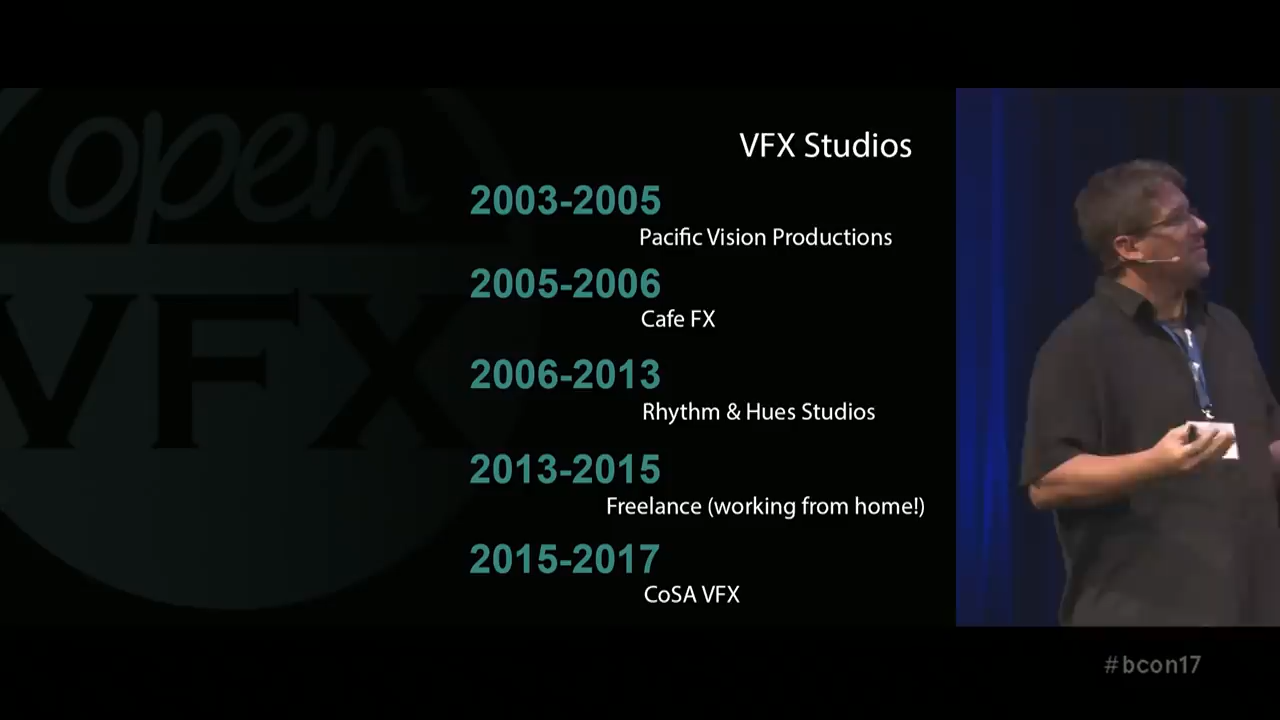 open
VFX
VFX Studios
2003-2005
Pacific Vision Productions
2005-2006
Cafe FX
2006-2013
Rhythm & Hues Studios
2013-2015
Freelance (working from home!)
2015-2017
CoSA VFX
#bcon17